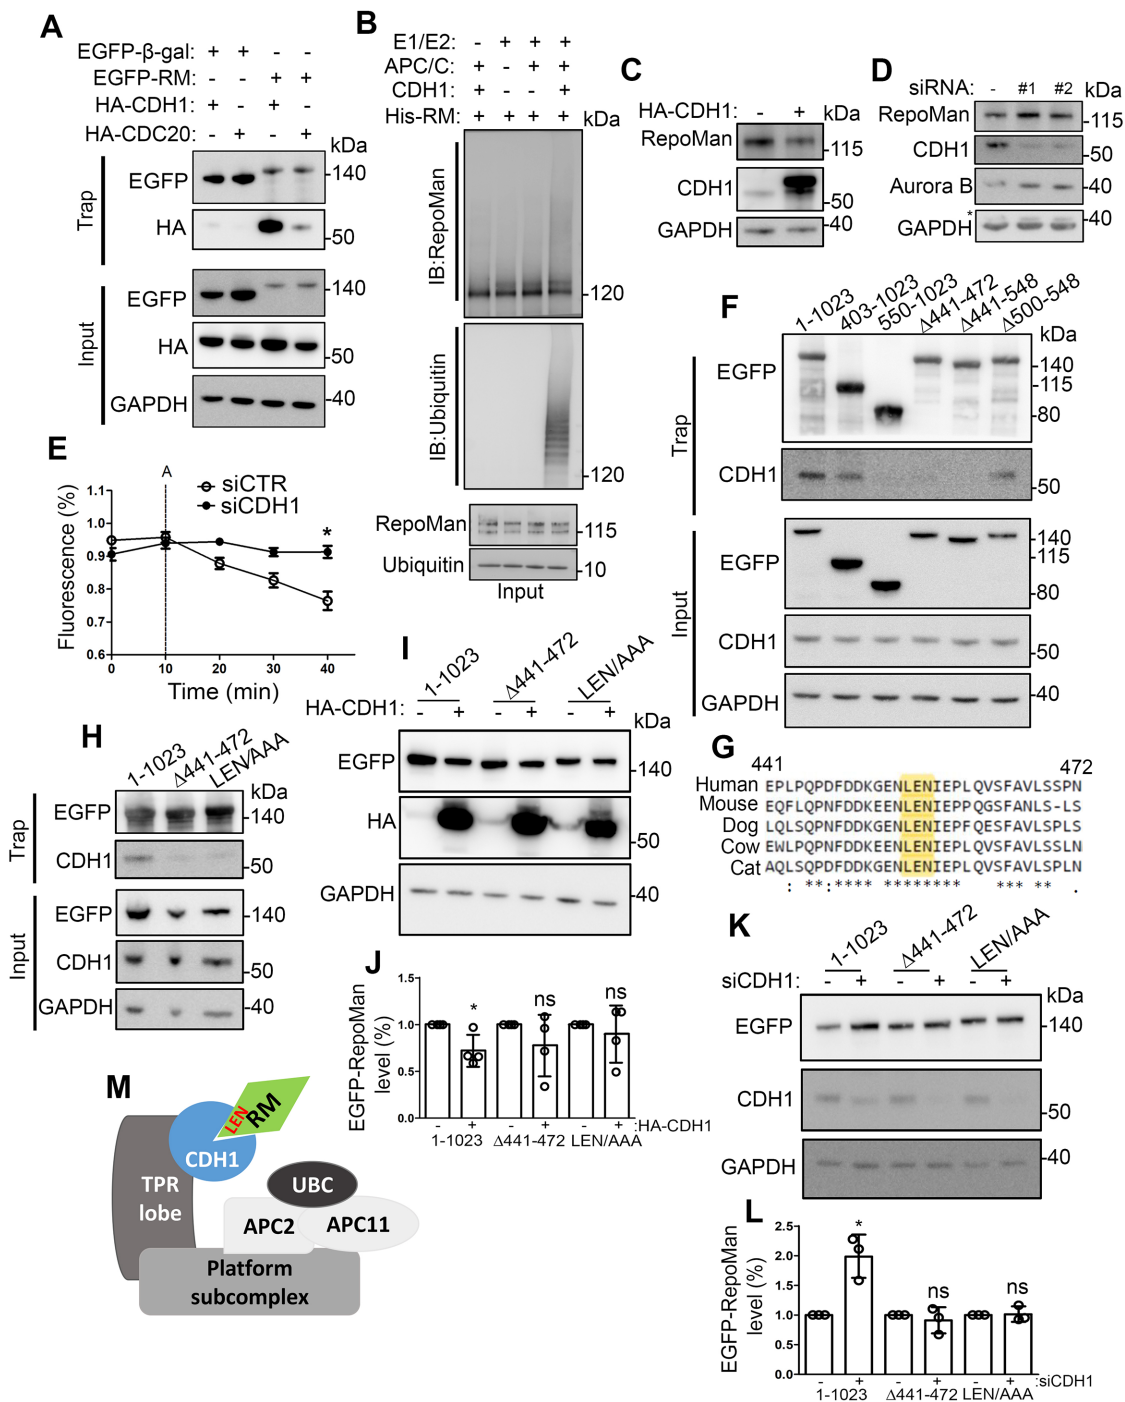 A
EGFP-β-gal: + + - -
EGFP-RM: - - + +
HA-CDH1: + - + -
HA-CDC20: - + - +
kDa
Trap
EGFP
-140
HA
-50
Input
EGFP
-140
HA
-50
GAPDH
-40
B
E1/E2: - + + +
APC/C: + - + +
CDH1: + - - +
His-RM: + + + +
kDa
IB:RepoMan
-120
IB:Ubiquitin
-120
RepoMan
-115
Ubiquitin
-10
Input
C
HA-CDH1: - +
kDa
RepoMan
-115
CDH1
-50
GAPDH
-40
D
siRNA: - #1 #2
kDa
RepoMan
-115
CDH1
-50
Aurora B
-40
GAPDH*
-40
E
A
siCTR
siCDH1
*
Fluorescence (%)
1.1
1.0
0.9
0.8
0.7
0.6
0 10 20 30 40
Time (min)
F
1-1023 403-1023 550-1023 Δ441-472 Δ441-548 Δ500-548
kDa
Trap
EGFP
-140
-115
-80
CDH1
-50
Input
EGFP
-140
-115
-80
CDH1
-50
GAPDH
-40
G
441 472
Human EPLPQPDFDDKGENLENIEPLQVSFAVLSSPN
Mouse EQFLQPNFDDKGENLENIEPPQGSFANLS-LS
Dog LQLSQPNFDDKGENLENIEPFQESFAVLSPLS
Cow EWLPQPNFDDKEENLENIEPLQVSFAVLSSLN
Cat AQLSQPDFDDKGENLENIEPLQVSFAVLSPLN
: **:**** ********* *** ** .
H
1-1023 Δ441-472 LEN/AAA
kDa
Trap
EGFP
-140
CDH1
-50
Input
EGFP
-140
CDH1
-50
GAPDH
-40
I
1-1023 Δ441-472 LEN/AAA
HA-CDH1: - + - + - +
kDa
EGFP
-140
HA
-50
GAPDH
-40
J
EGFP-RepoMan
level (%)
1.5
1.0
0.5
0.0
* ns ns
- + - + - + :HA-CDH1
1-1023 Δ441-472 LEN/AAA
K
1-1023 Δ441-472 LEN/AAA
siCDH1: - + - + - +
kDa
EGFP
-140
CDH1
-50
GAPDH
-40
L
EGFP-RepoMan
level (%)
2.5
2.0
1.5
1.0
0.5
0.0
* ns ns
- + - + - + :siCDH1
1-1023 Δ441-472 LEN/AAA
M
LEN
RM
CDH1
TPR
lobe
UBC
APC2
APC11
Platform
subcomplex